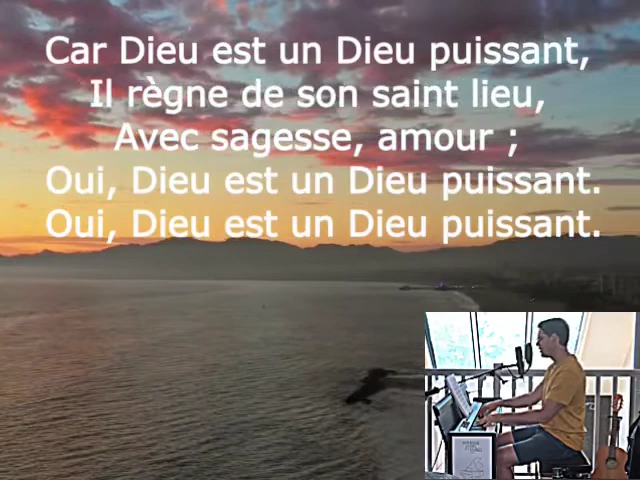 Car Dieu est un Dieu puissant,
Il règne de son saint lieu,
Avec sagesse, amour ;
Oui, Dieu est un Dieu puissant.
Oui, Dieu est un Dieu puissant.